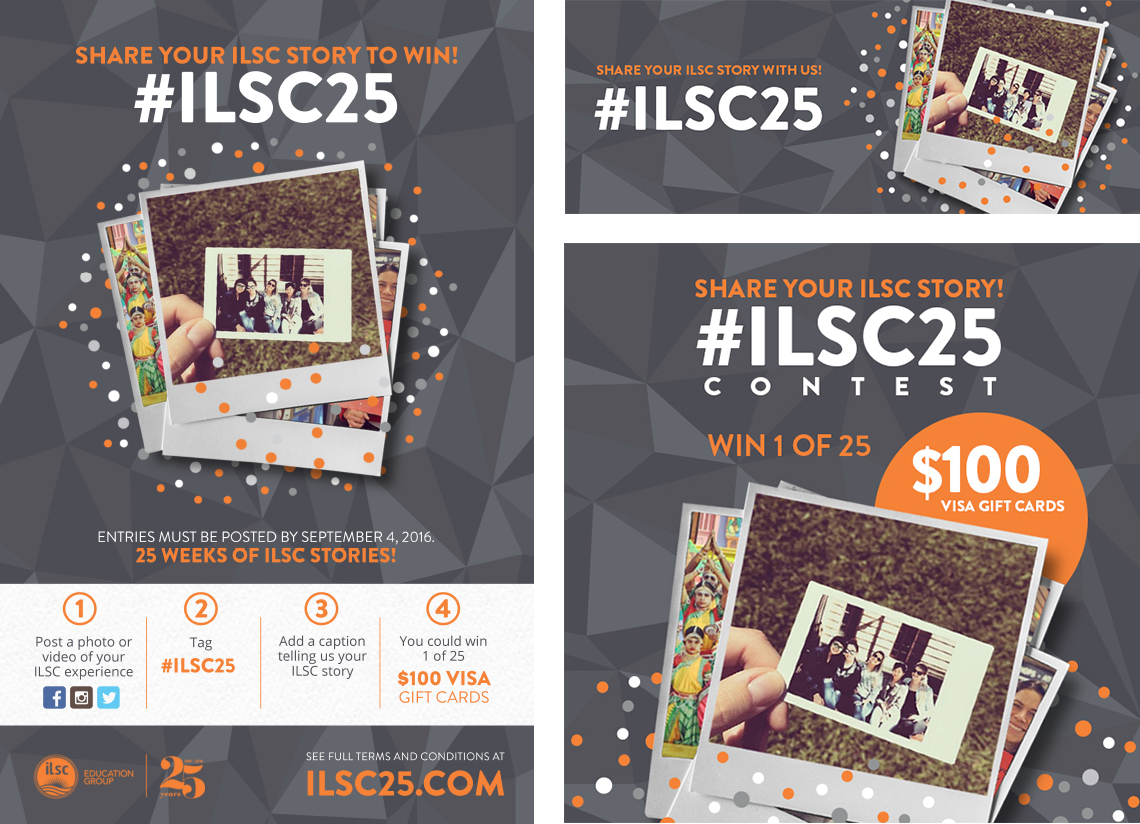 SHARE YOUR ILSC STORY TO WIN!
#ILSC25
ENTRIES MUST BE POSTED BY SEPTEMBER 4, 2016.
25 WEEKS OF ILSC STORIES!
1
Post a photo or
video of your
ILSC experience
2
Tag
#ILSC25
3
Add a caption
telling us your
ILSC story
4
You could win
1 of 25
$100 VISA
GIFT CARDS
ilsc
EDUCATION
GROUP
25
years
SEE FULL TERMS AND CONDITIONS AT
ILSC25.COM
SHARE YOUR ILSC STORY WITH US!
#ILSC25
SHARE YOUR ILSC STORY!
#ILSC25
CONTEST
WIN 1 OF 25
$100
VISA GIFT CARDS